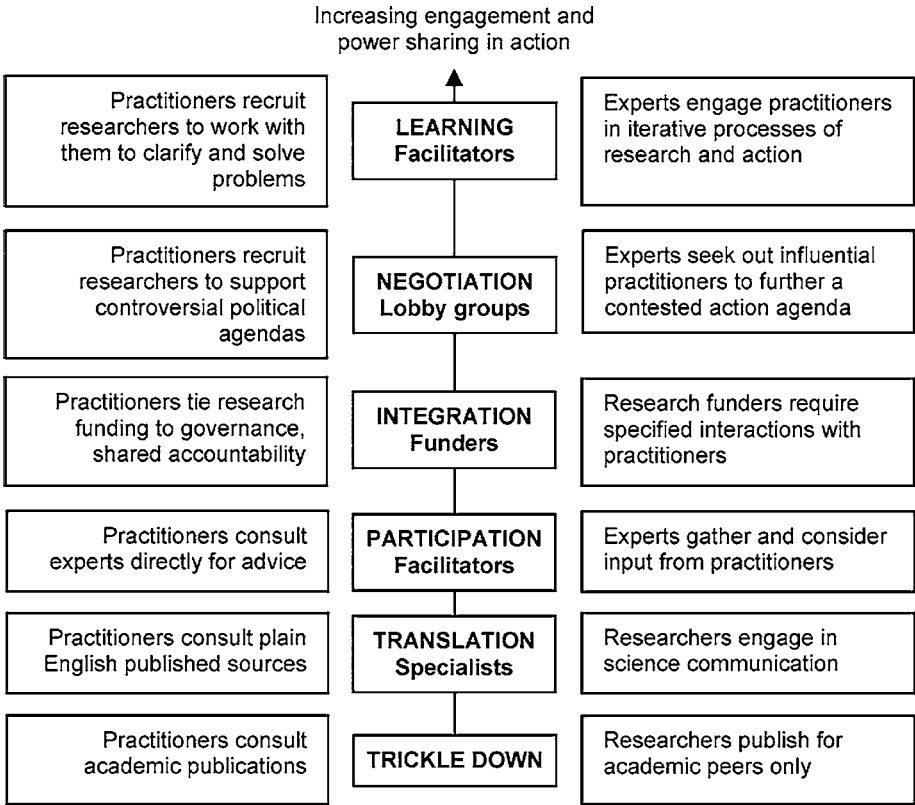 Increasing engagement and
power sharing in action
Practitioners recruit
researchers to work with
them to clarify and solve
problems
LEARNING
Facilitators
Experts engage practitioners
in iterative processes of
research and action
Practitioners recruit
researchers to support
controversial political
agendas
NEGOTIATION
Lobby groups
Experts seek out influential
practitioners to further a
contested action agenda
Practitioners tie research
funding to governance,
shared accountability
INTEGRATION
Funders
Research funders require
specified interactions with
practitioners
Practitioners consult
experts directly for advice
PARTICIPATION
Facilitators
Experts gather and consider
input from practitioners
Practitioners consult plain
English published sources
TRANSLATION
Specialists
Researchers engage in
science communication
Practitioners consult
academic publications
TRICKLE DOWN
Researchers publish for
academic peers only